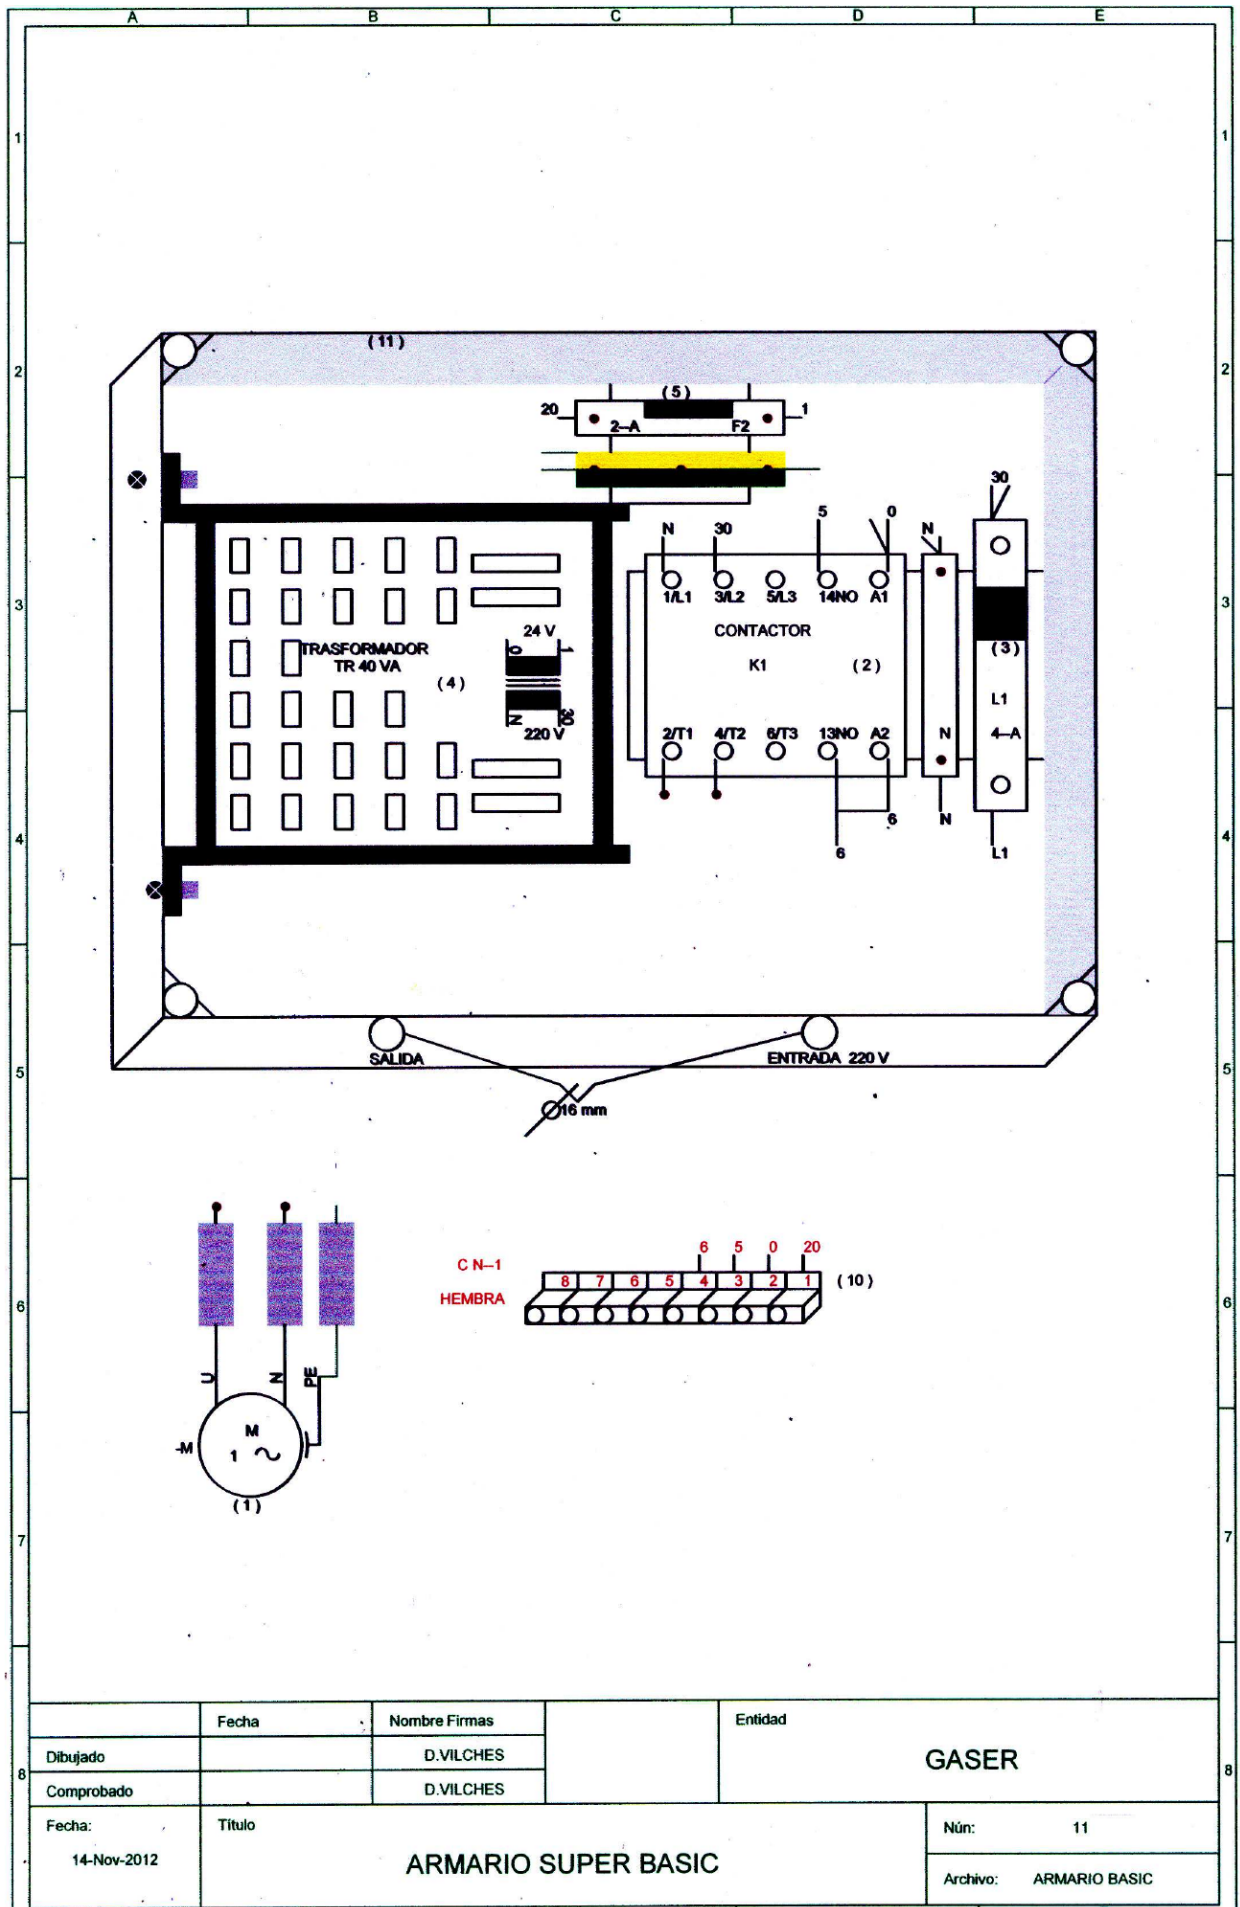 A B C D E
1 1
2 2
3 3
4 4
5 5
6 6
7 7
8 8
( 11 )
( 5 )
20 1
2–A F2
30
N 30 5 0 N
1/L1 3/L2 5/L3 14NO A1
CONTACTOR
K1 ( 2 )
( 3 )
L1
2/T1 4/T2 6/T3 13NO A2 N 4–A
6 N
6 L1
TRASFORMADOR
TR 40 VA
( 4 )
24 V
0 1
N 30
220 V
SALIDA ENTRADA 220 V
16 mm
C N–1
HEMBRA
6 5 0 20
8 7 6 5 4 3 2 1 ( 10 )
U N PE
-M
M
1
( 1 )
Fecha Nombre Firmas Entidad
Dibujado D.VILCHES
GASER
Comprobado D.VILCHES
Fecha: Título Nún: 11
14-Nov-2012 ARMARIO SUPER BASIC
Archivo: ARMARIO BASIC